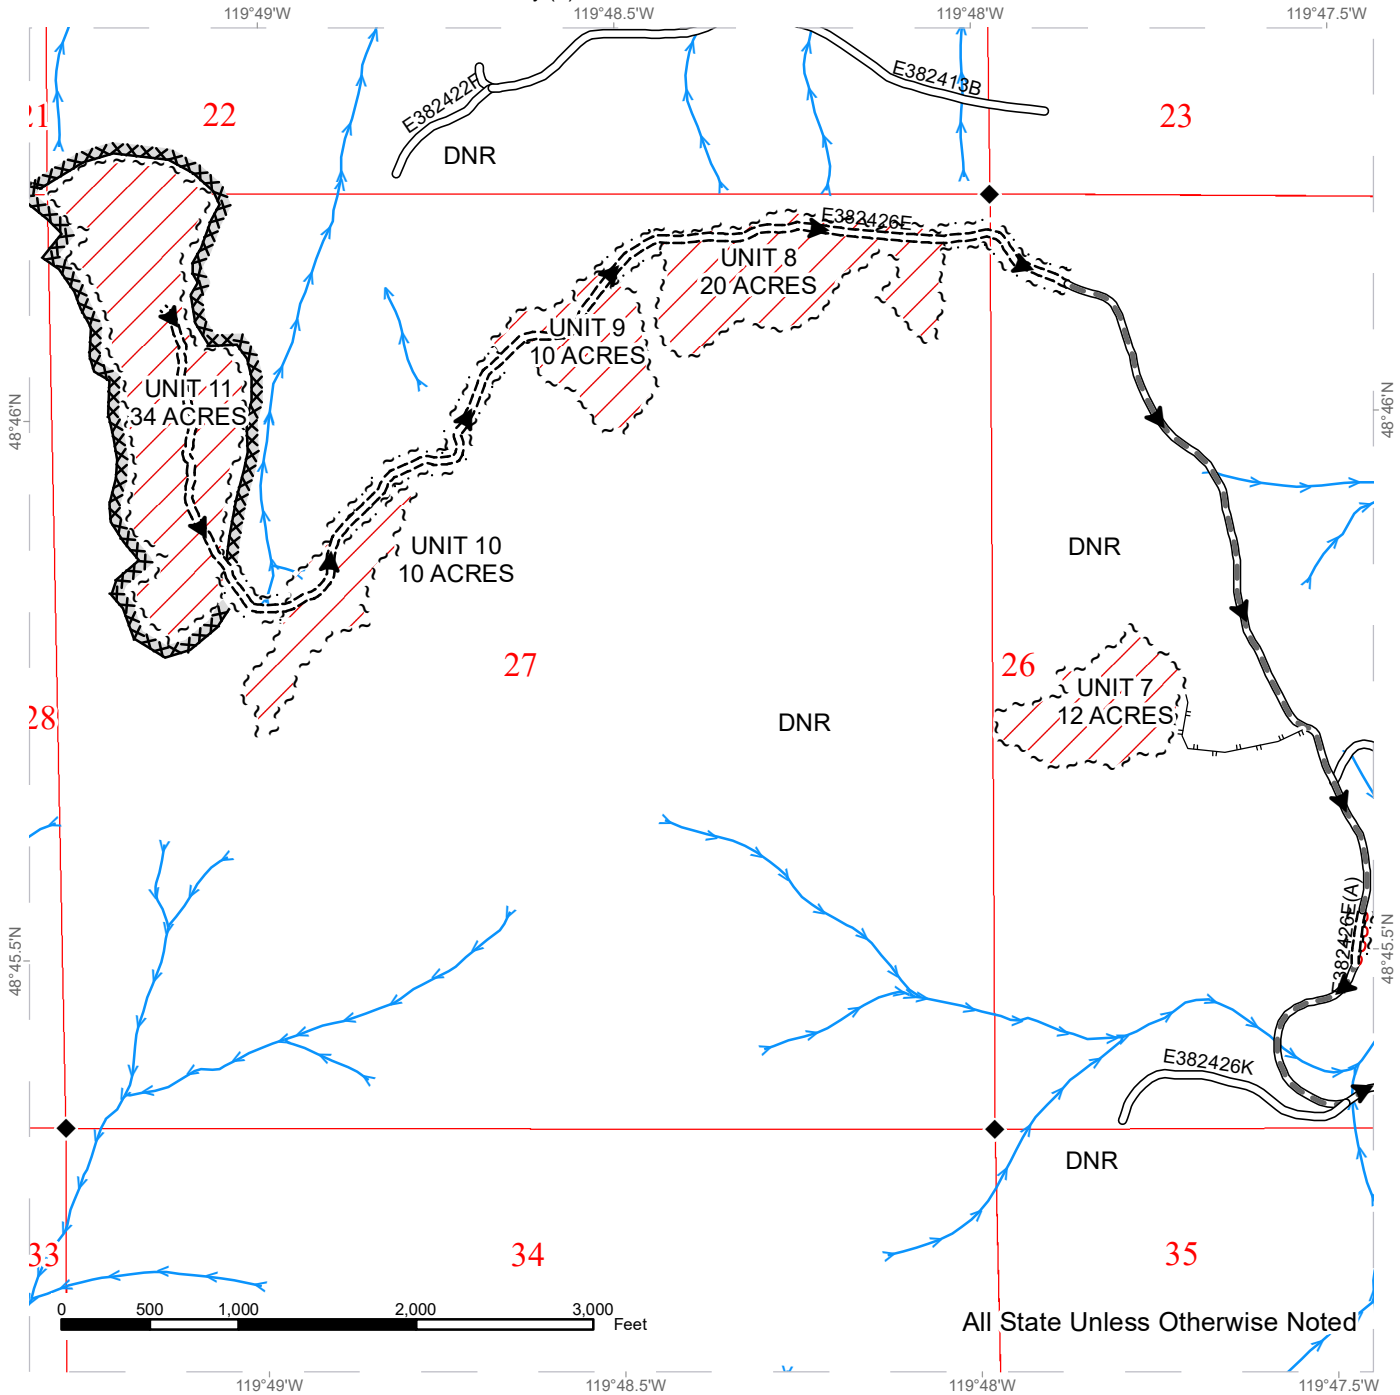 119°49'W
119°48.5'W
119°48'W
119°47.5'W
E382422F
E382413B
21
22
23
DNR
E382426E
UNIT 8
20 ACRES
UNIT 9
10 ACRES
UNIT 11
34 ACRES
48°46'N
48°46'N
UNIT 10
10 ACRES
DNR
27
26
UNIT 7
12 ACRES
28
DNR
E382426E(A)
48°45.5'N
48°45.5'N
E382426K
DNR
33
34
35
0
500
1,000
2,000
3,000
Feet
All State Unless Otherwise Noted
119°49'W
119°48.5'W
119°48'W
119°47.5'W